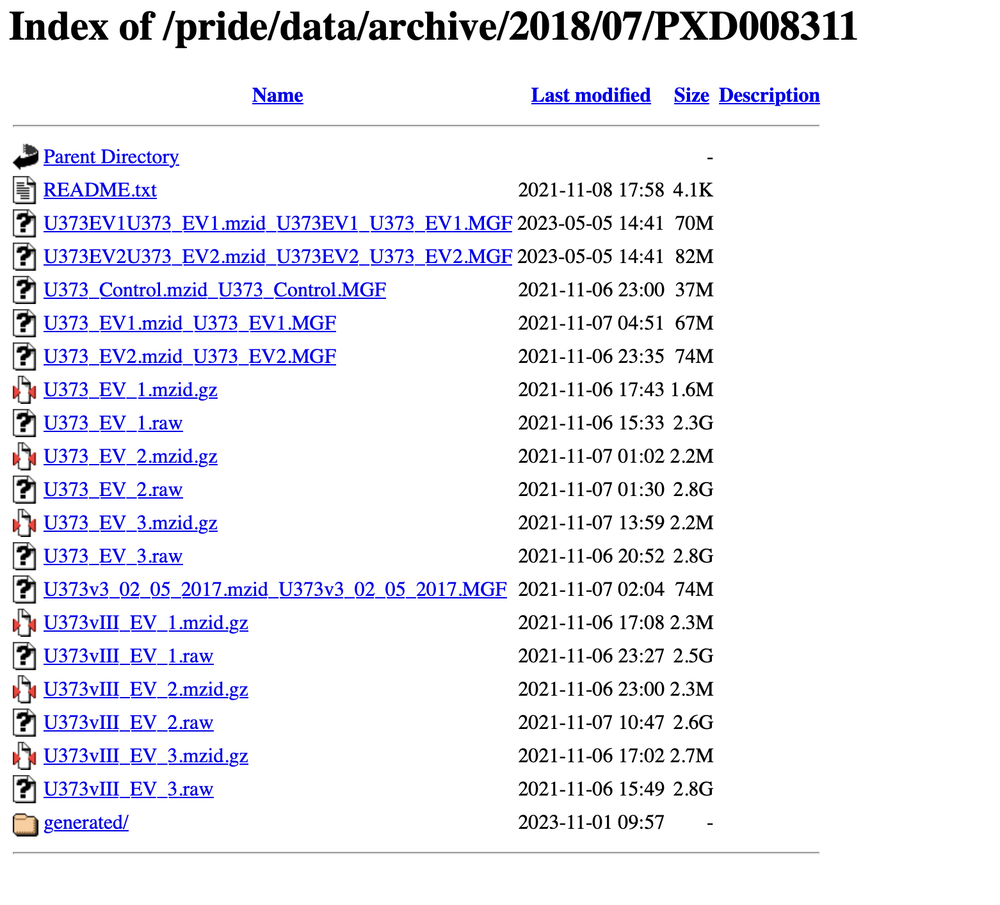 Index of /pride/data/archive/2018/07/PXD008311
Name Last modified Size Description
Parent Directory -
README.txt 2021-11-08 17:58 4.1K
U373EV1U373_EV1.mzid_U373EV1_U373_EV1.MGF 2023-05-05 14:41 70M
U373EV2U373_EV2.mzid_U373EV2_U373_EV2.MGF 2023-05-05 14:41 82M
U373_Control.mzid_U373_Control.MGF 2021-11-06 23:00 37M
U373_EV1.mzid_U373_EV1.MGF 2021-11-07 04:51 67M
U373_EV2.mzid_U373_EV2.MGF 2021-11-06 23:35 74M
U373_EV_1.mzid.gz 2021-11-06 17:43 1.6M
U373_EV_1.raw 2021-11-06 15:33 2.3G
U373_EV_2.mzid.gz 2021-11-07 01:02 2.2M
U373_EV_2.raw 2021-11-07 01:30 2.8G
U373_EV_3.mzid.gz 2021-11-07 13:59 2.2M
U373_EV_3.raw 2021-11-06 20:52 2.8G
U373v3_02_05_2017.mzid_U373v3_02_05_2017.MGF 2021-11-07 02:04 74M
U373vIII_EV_1.mzid.gz 2021-11-06 17:08 2.3M
U373vIII_EV_1.raw 2021-11-06 23:27 2.5G
U373vIII_EV_2.mzid.gz 2021-11-06 23:00 2.3M
U373vIII_EV_2.raw 2021-11-07 10:47 2.6G
U373vIII_EV_3.mzid.gz 2021-11-06 17:02 2.7M
U373vIII_EV_3.raw 2021-11-06 15:49 2.8G
generated/ 2023-11-01 09:57 -